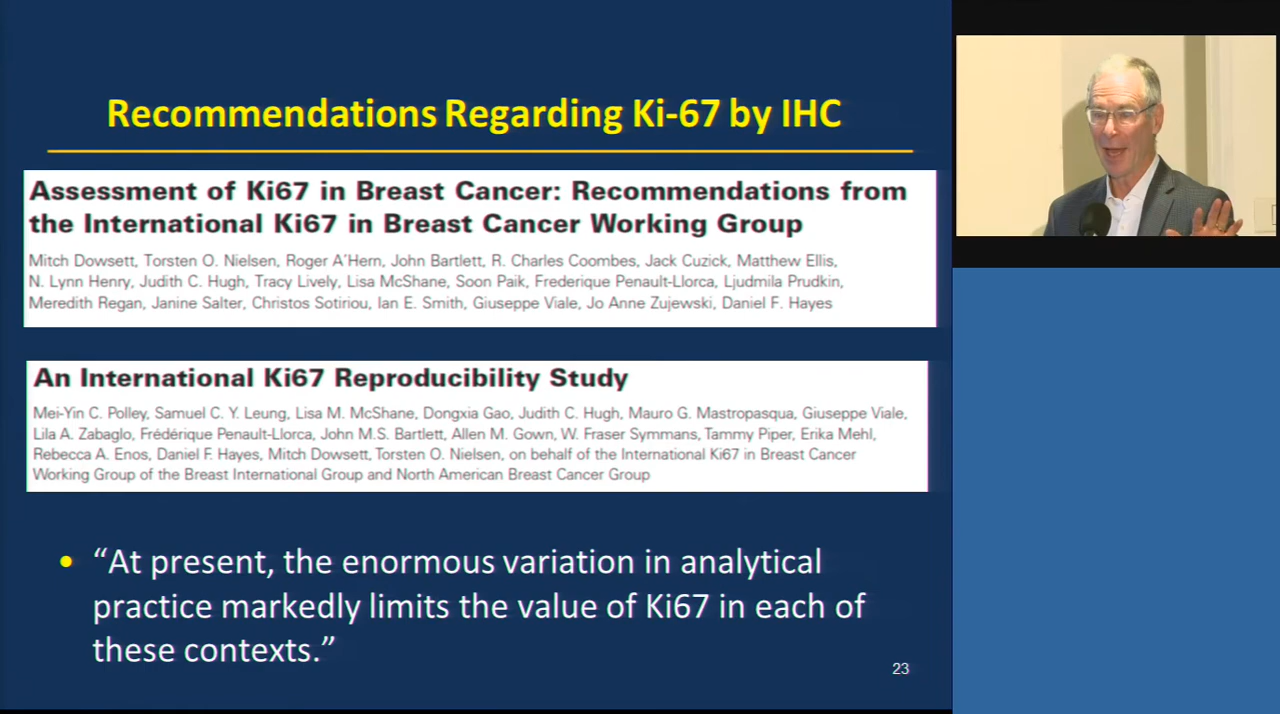 Recommendations Regarding Ki-67 by IHC
Assessment of Ki67 in Breast Cancer: Recommendations from
the International Ki67 in Breast Cancer Working Group
Mitch Dowsett, Torsten O. Nielsen, Roger A’Hern, John Bartlett, R. Charles Coombes, Jack Cuzick, Matthew Ellis,
N. Lynn Henry, Judith C. Hugh, Tracy Lively, Lisa McShane, Soon Paik, Frederique Penault-Llorca, Ljudmila Prudkin,
Meredith Regan, Janine Salter, Christos Sotiriou, Ian E. Smith, Giuseppe Viale, Jo Anne Zujewski, Daniel F. Hayes
An International Ki67 Reproducibility Study
Mei-Yin C. Polley, Samuel C. Y. Leung, Lisa M. McShane, Dongxia Gao, Judith C. Hugh, Mauro G. Mastropasqua, Giuseppe Viale,
Lila A. Zabaglo, Frédérique Penault-Llorca, John M.S. Bartlett, Allen M. Gown, W. Fraser Symmans, Tammy Piper, Erika Mehl,
Rebecca A. Enos, Daniel F. Hayes, Mitch Dowsett, Torsten O. Nielsen, on behalf of the International Ki67 in Breast Cancer
Working Group of the Breast International Group and North American Breast Cancer Group
• “At present, the enormous variation in analytical
practice markedly limits the value of Ki67 in each of
these contexts.”
23